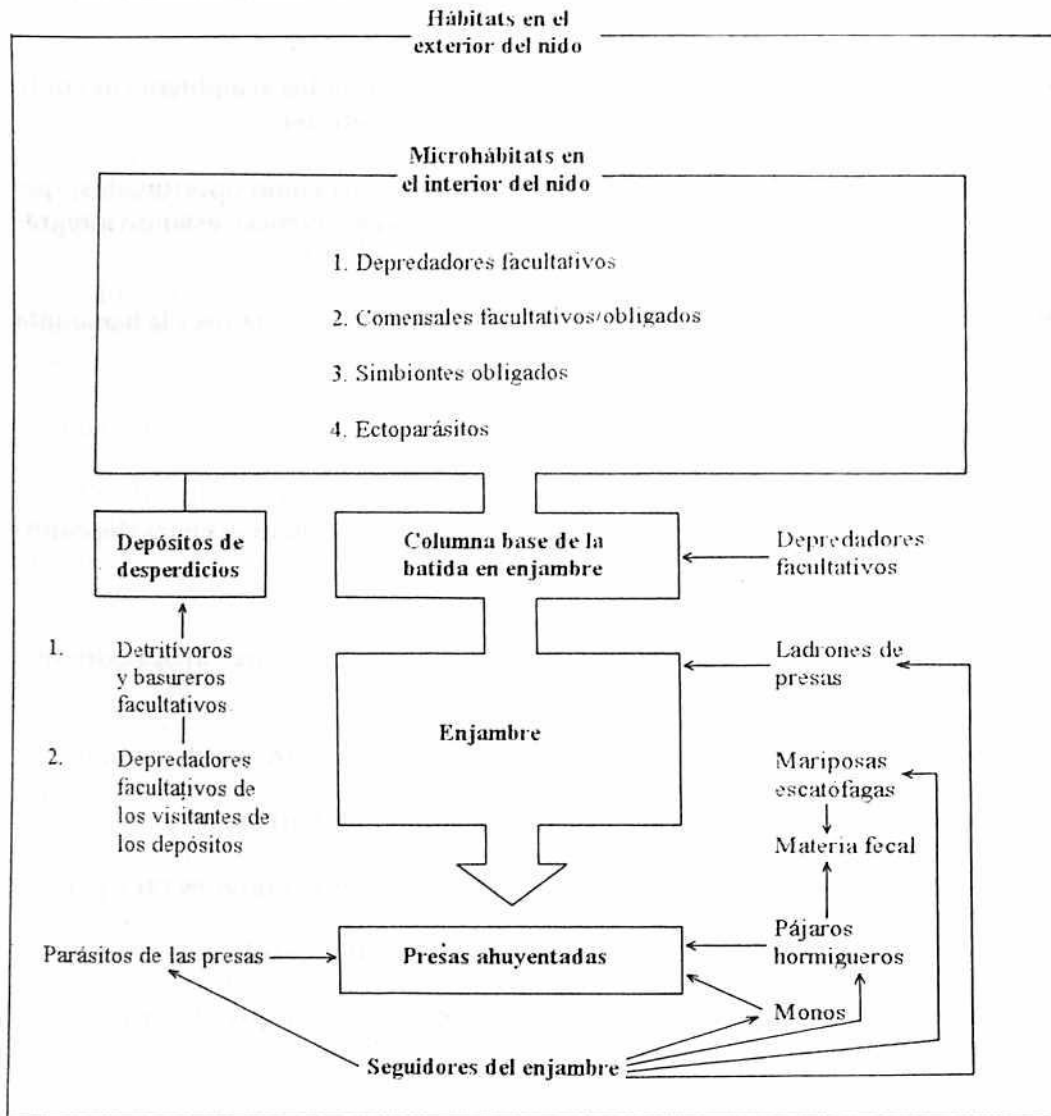 Hábitats en el
exterior del nido
Microhábitats en
el interior del nido
1. Depredadores facultativos
2. Comensales facultativos/obligados
3. Simbiontes obligados
4. Ectoparásitos
Depósitos de
desperdicios
Columna base de la
batida en enjambre
Depredadores
facultativos
1. Detritívoros
y basureros
facultativos
2. Depredadores
facultativos de
los visitantes de
los depósitos
Enjambre
Ladrones de
presas
Mariposas
escatófagas
Materia fecal
Pájaros
hormigueros
Monos
Parásitos de las presas
Presas ahuyentadas
Seguidores del enjambre